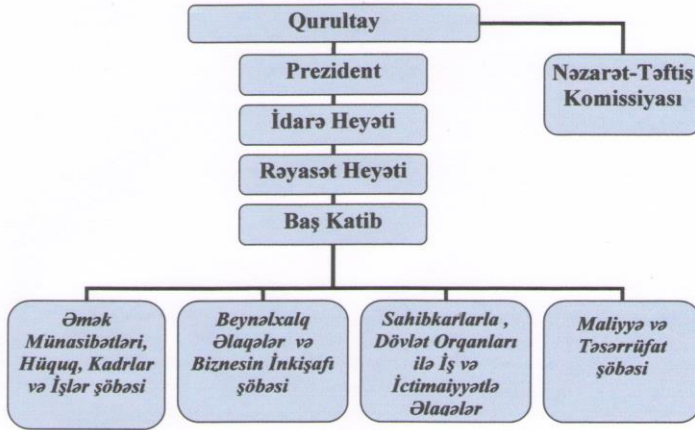 Qurultay
Prezident
Nəzarət-Təftiş
Komissiyası
İdarə Heyəti
Rəyasət Heyəti
Baş Katib
Əmək
Münasibətləri,
Hüquq, Kadrlar
və İşlər şöbəsi
Beynəlxalq
Əlaqələr və
Biznesin İnkişafı
şöbəsi
Sahibkarlarla ,
Dövlət Orqanları
ilə İş və
İctimaiyyətlə
Əlaqələr
Maliyyə və
Təsərrüfat
şöbəsi